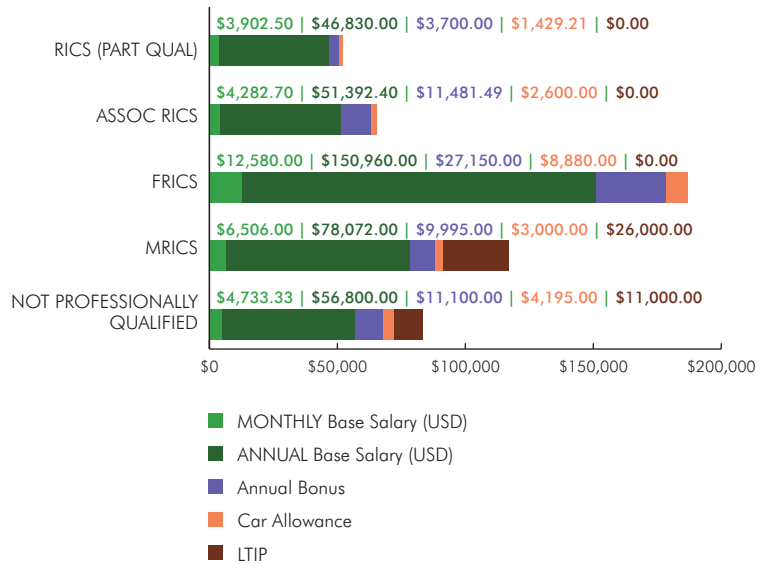 $3,902.50 | $46,830.00 | $3,700.00 | $1,429.21 | $0.00
RICS (PART QUAL)
$4,282.70 | $51,392.40 | $11,481.49 | $2,600.00 | $0.00
ASSOC RICS
$12,580.00 | $150,960.00 | $27,150.00 | $8,880.00 | $0.00
FRICS
$6,506.00 | $78,072.00 | $9,995.00 | $3,000.00 | $26,000.00
MRICS
$4,733.33 | $56,800.00 | $11,100.00 | $4,195.00 | $11,000.00
NOT PROFESSIONALLY
QUALIFIED
$0 $50,000 $100,000 $150,000 $200,000
MONTHLY Base Salary (USD)
ANNUAL Base Salary (USD)
Annual Bonus
Car Allowance
LTIP